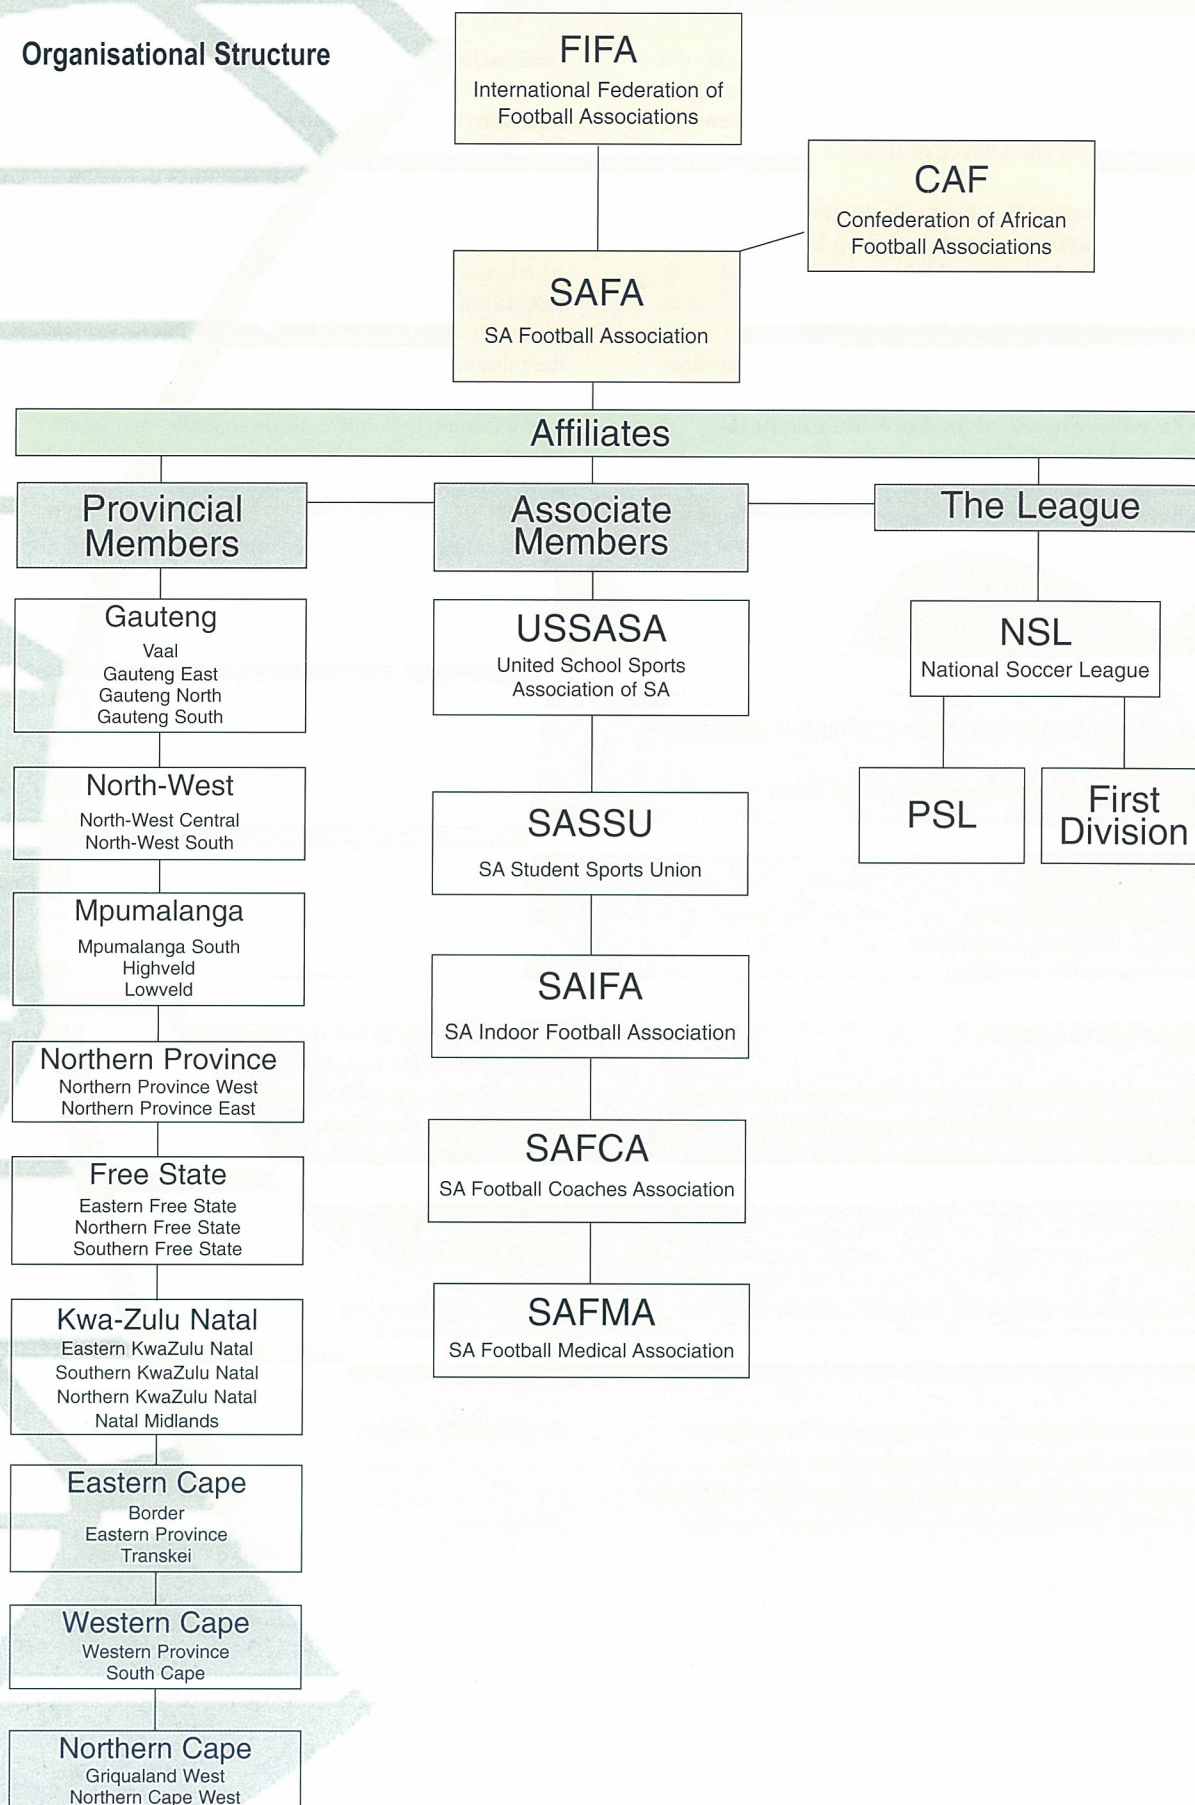 Organisational Structure
FIFA
International Federation of
Football Associations
CAF
Confederation of African
Football Associations
SAFA
SA Football Association
Affiliates
Provincial
Members
Gauteng
Vaal
Gauteng East
Gauteng North
Gauteng South
North-West
North-West Central
North-West South
Mpumalanga
Mpumalanga South
Highveld
Lowveld
Northern Province
Northern Province West
Northern Province East
Free State
Eastern Free State
Northern Free State
Southern Free State
Kwa-Zulu Natal
Eastern KwaZulu Natal
Southern KwaZulu Natal
Northern KwaZulu Natal
Natal Midlands
Eastern Cape
Border
Eastern Province
Transkei
Western Cape
Western Province
South Cape
Northern Cape
Griqualand West
Northern Cape West
Associate
Members
USSASA
United School Sports
Association of SA
SASSU
SA Student Sports Union
SAIFA
SA Indoor Football Association
SAFCA
SA Football Coaches Association
SAFMA
SA Football Medical Association
The League
NSL
National Soccer League
PSL
First
Division